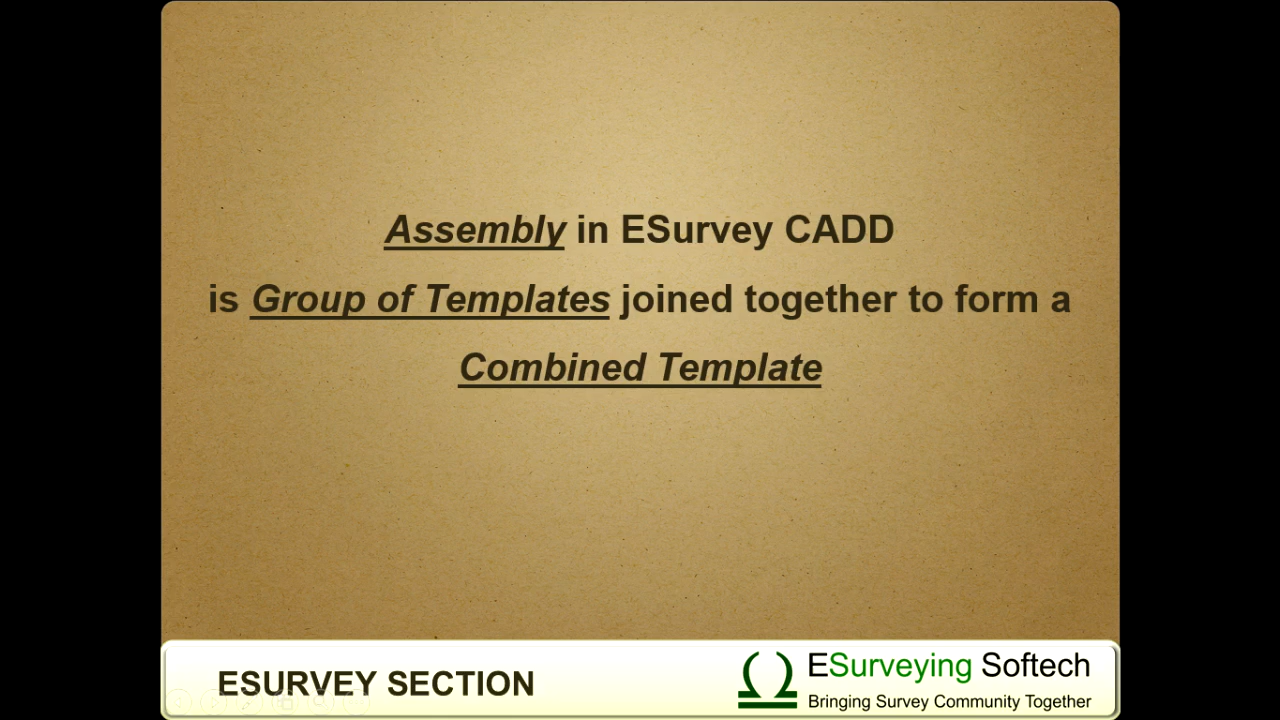 Assembly in ESurvey CADD
is Group of Templates joined together to form a
Combined Template
ESURVEY SECTION
ESurveying Softech
Bringing Survey Community Together